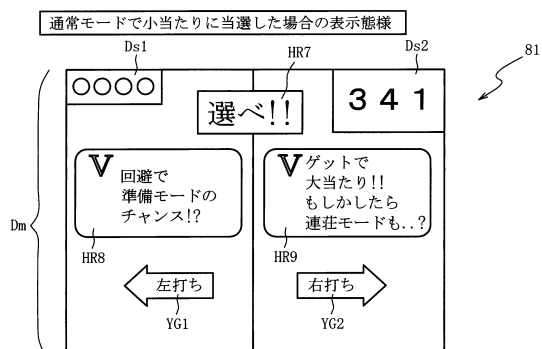 通常モードで小当たりに当選した場合の表示態様
Ds1
HR7
Ds2
81
選べ!!
3 4 1
V 回避で
準備モードの
チャンス!?
V ゲットで
大当たり!!
もしかしたら
連荘モードも..?
Dm
HR8
HR9
左打ち
右打ち
YG1
YG2